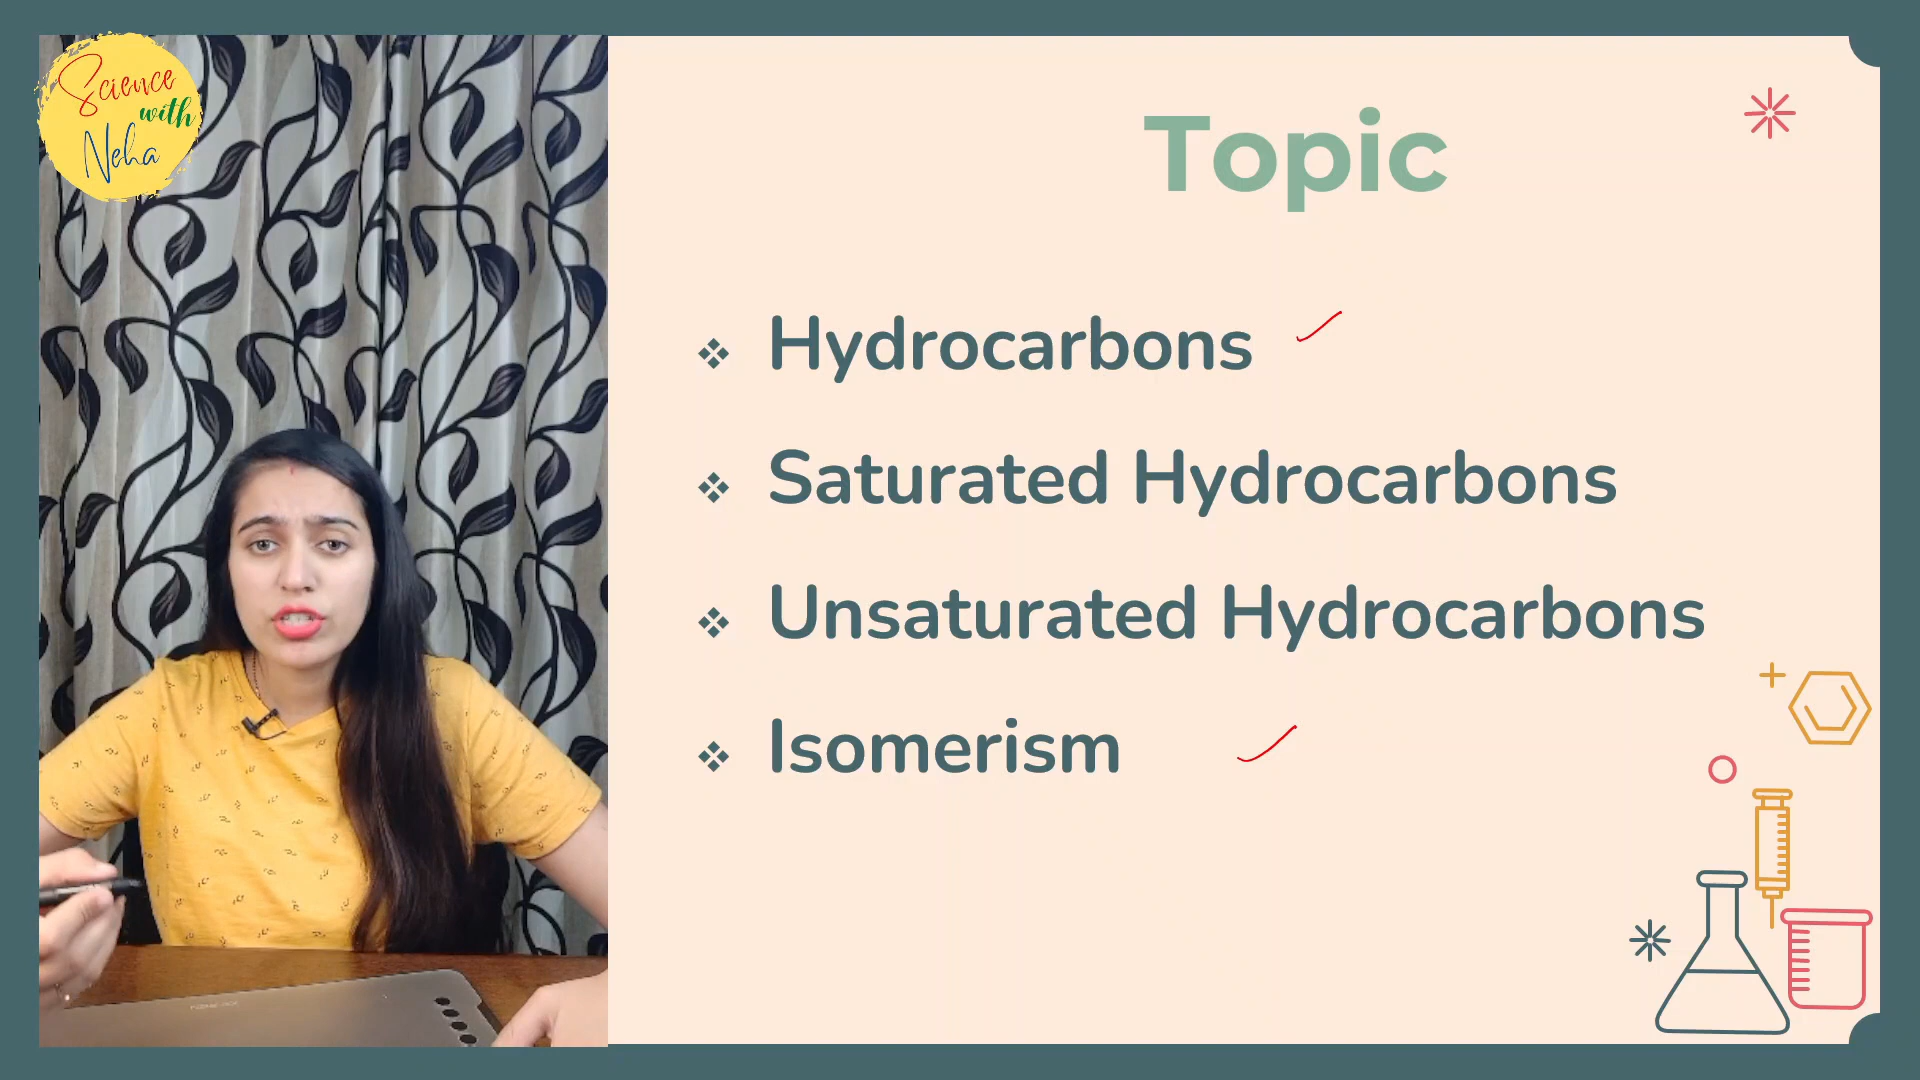 Science
with
Neha
Topic
Hydrocarbons
Saturated Hydrocarbons
Unsaturated Hydrocarbons
Isomerism